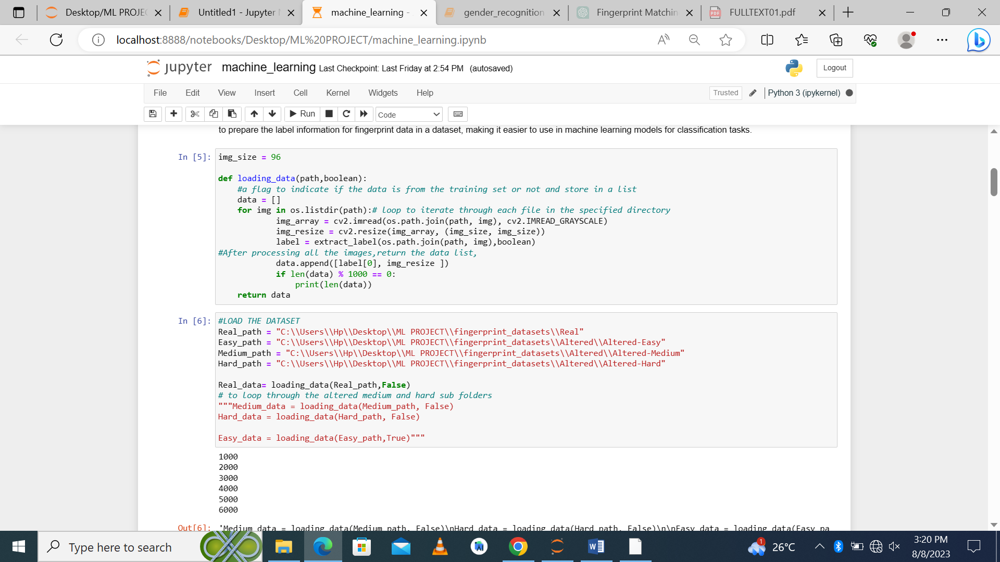 Desktop/ML PROJEC
Untitled1 - Jupyter N
machine_learning -
gender_recognition
Fingerprint Matchin
FULLTEXT01.pdf
localhost:8888/notebooks/Desktop/ML%20PROJECT/machine_learning.ipynb
jupyter machine_learning Last Checkpoint: Last Friday at 2:54 PM (autosaved)
Logout
File Edit View Insert Cell Kernel Widgets Help
Trusted
Python 3 (ipykernel)
Run
Code
to prepare the label information for fingerprint data in a dataset, making it easier to use in machine learning models for classification tasks.
In [5]: img_size = 96
def loading_data(path,boolean):
#a flag to indicate if the data is from the training set or not and store in a list
data = []
for img in os.listdir(path):# loop to iterate through each file in the specified directory
img_array = cv2.imread(os.path.join(path, img), cv2.IMREAD_GRAYSCALE)
img_resize = cv2.resize(img_array, (img_size, img_size))
label = extract_label(os.path.join(path, img),boolean)
#After processing all the images,return the data list,
data.append([label[0], img_resize ])
if len(data) % 1000 == 0:
print(len(data))
return data
In [6]: #LOAD THE DATASET
Real_path = "C:\\Users\\Hp\\Desktop\\ML PROJECT\\fingerprint_datasets\\Real"
Easy_path = "C:\\Users\\Hp\\Desktop\\ML PROJECT\\fingerprint_datasets\\Altered\\Altered-Easy"
Medium_path = "C:\\Users\\Hp\\Desktop\\ML PROJECT\\fingerprint_datasets\\Altered\\Altered-Medium"
Hard_path = "C:\\Users\\Hp\\Desktop\\ML PROJECT\\fingerprint_datasets\\Altered\\Altered-Hard"
Real_data= loading_data(Real_path,False)
# to loop through the altered medium and hard sub folders
"""Medium_data = loading_data(Medium_path, False)
Hard_data = loading_data(Hard_path, False)
Easy_data = loading_data(Easy_path,True)"""
1000
2000
3000
4000
5000
6000
Out[6]: 'Medium_data = loading_data(Medium_path, False)\nHard_data = loading_data(Hard_path, False)\n\nEasy_data = loading_data(Easy_pa
Type here to search
1
26°C
3:20 PM
8/8/2023